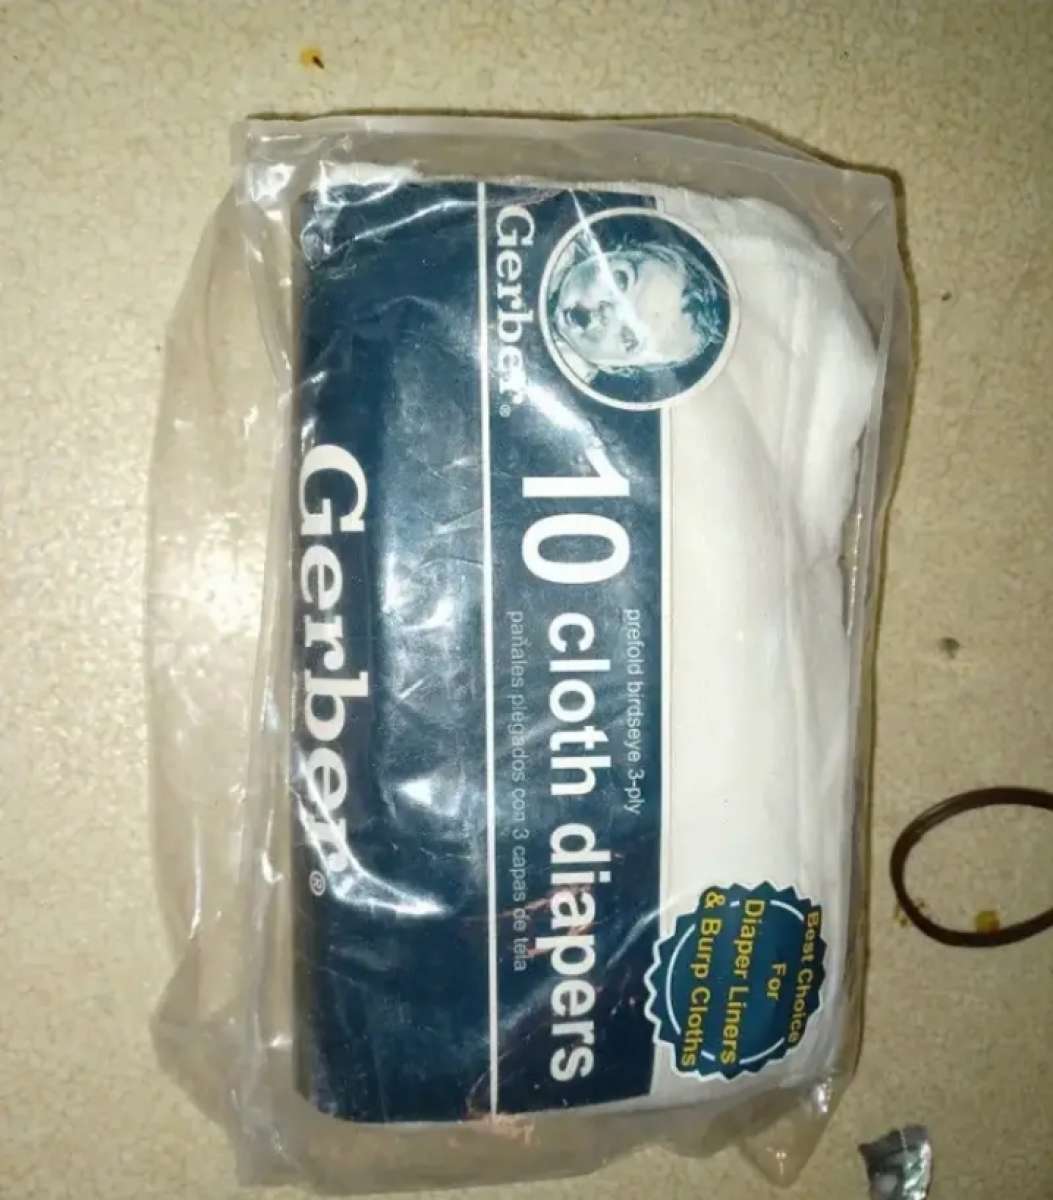 Gerber®
prefold birdseye 3-ply
10 cloth diapers
pañales plegados con 3 capas de tela
Best Choice
For
Diaper Liners
& Burp Cloths
Gerber®